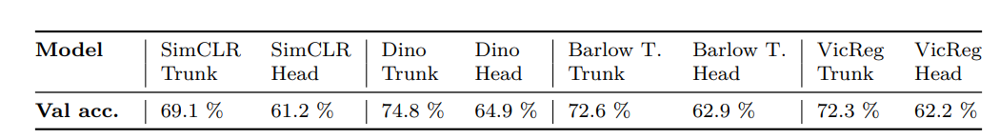 Model SimCLR SimCLR Dino Dino Barlow T. Barlow T. VicReg VicReg
Trunk Head Trunk Head Trunk Head Trunk Head
Val acc. 69.1 % 61.2 % 74.8 % 64.9 % 72.6 % 62.9 % 72.3 % 62.2 %